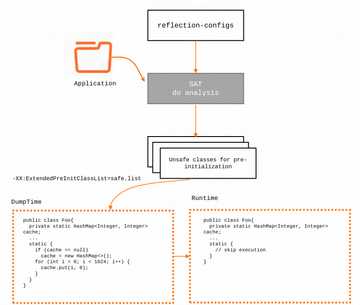 reflection-configs
Application
SAT
do analysis
Unsafe classes for pre-
initialization
-XX:ExtendedPreInitClassList=safe.list
DumpTime
public class Foo{
private static HashMap<Integer, Integer>
cache;
...
static {
if (cache == null)
cache = new HashMap<>();
for (int i = 0; i < 1024; i++) {
cache.put(i, 0);
}
}
}
Runtime
public class Foo{
private static HashMap<Integer, Integer>
cache;
...
static {
// skip execution
}
}